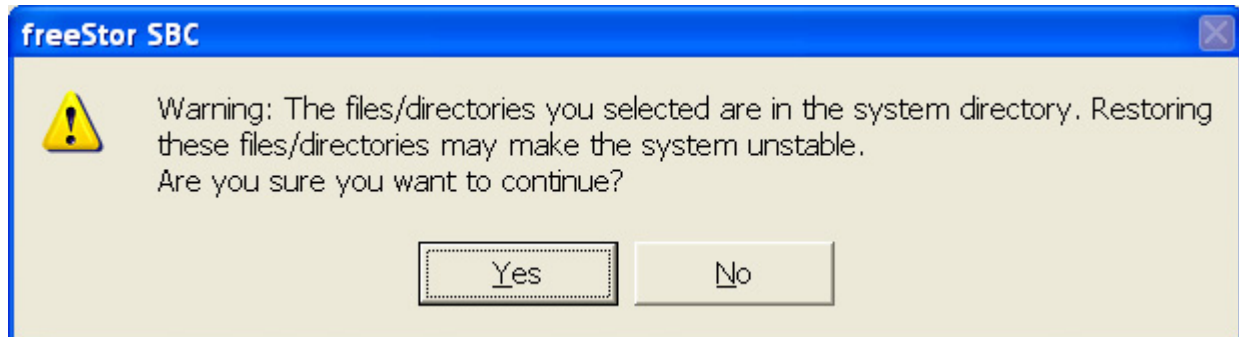 freeStor SBC
Warning: The files/directories you selected are in the system directory. Restoring
these files/directories may make the system unstable.
Are you sure you want to continue?
Yes
No